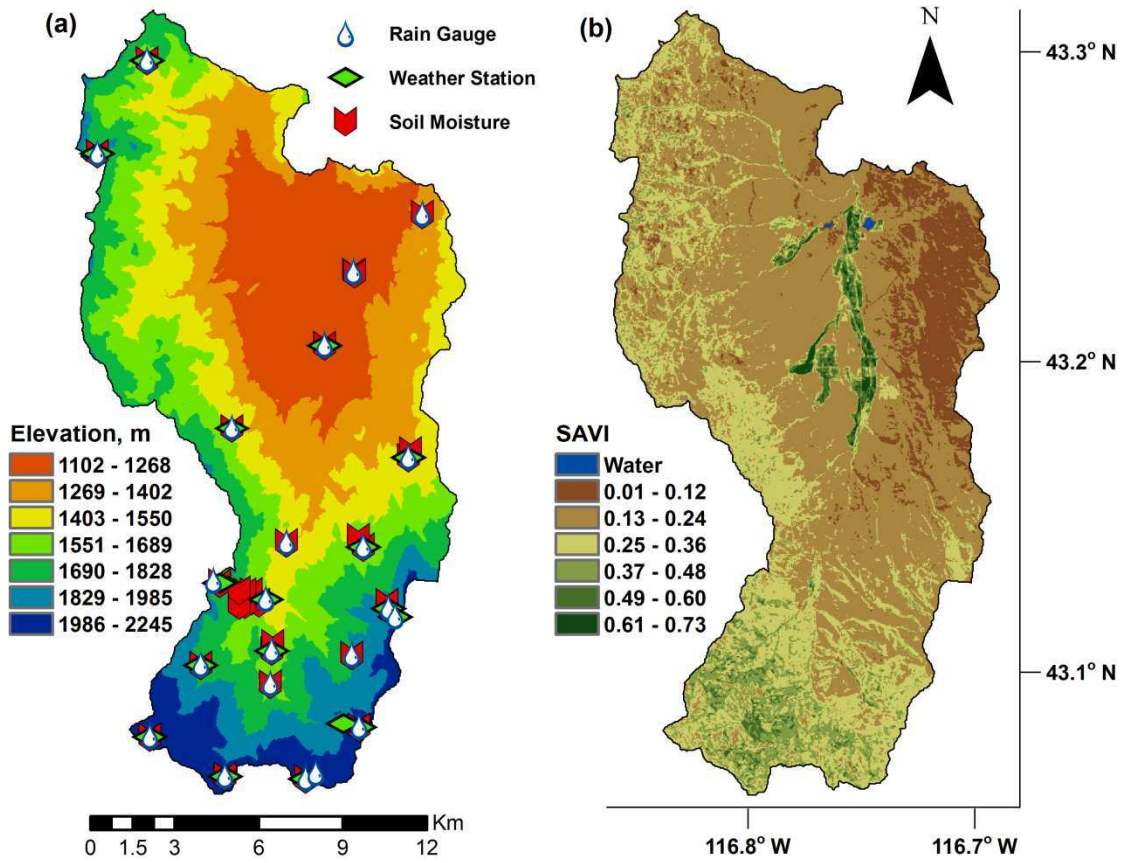 (a)
Rain Gauge
Weather Station
Soil Moisture
Elevation, m
1102 - 1268
1269 - 1402
1403 - 1550
1551 - 1689
1690 - 1828
1829 - 1985
1986 - 2245
Km
0 1.5 3 6 9 12
(b)
N
43.3° N
43.2° N
43.1° N
SAVI
Water
0.01 - 0.12
0.13 - 0.24
0.25 - 0.36
0.37 - 0.48
0.49 - 0.60
0.61 - 0.73
116.8° W 116.7° W